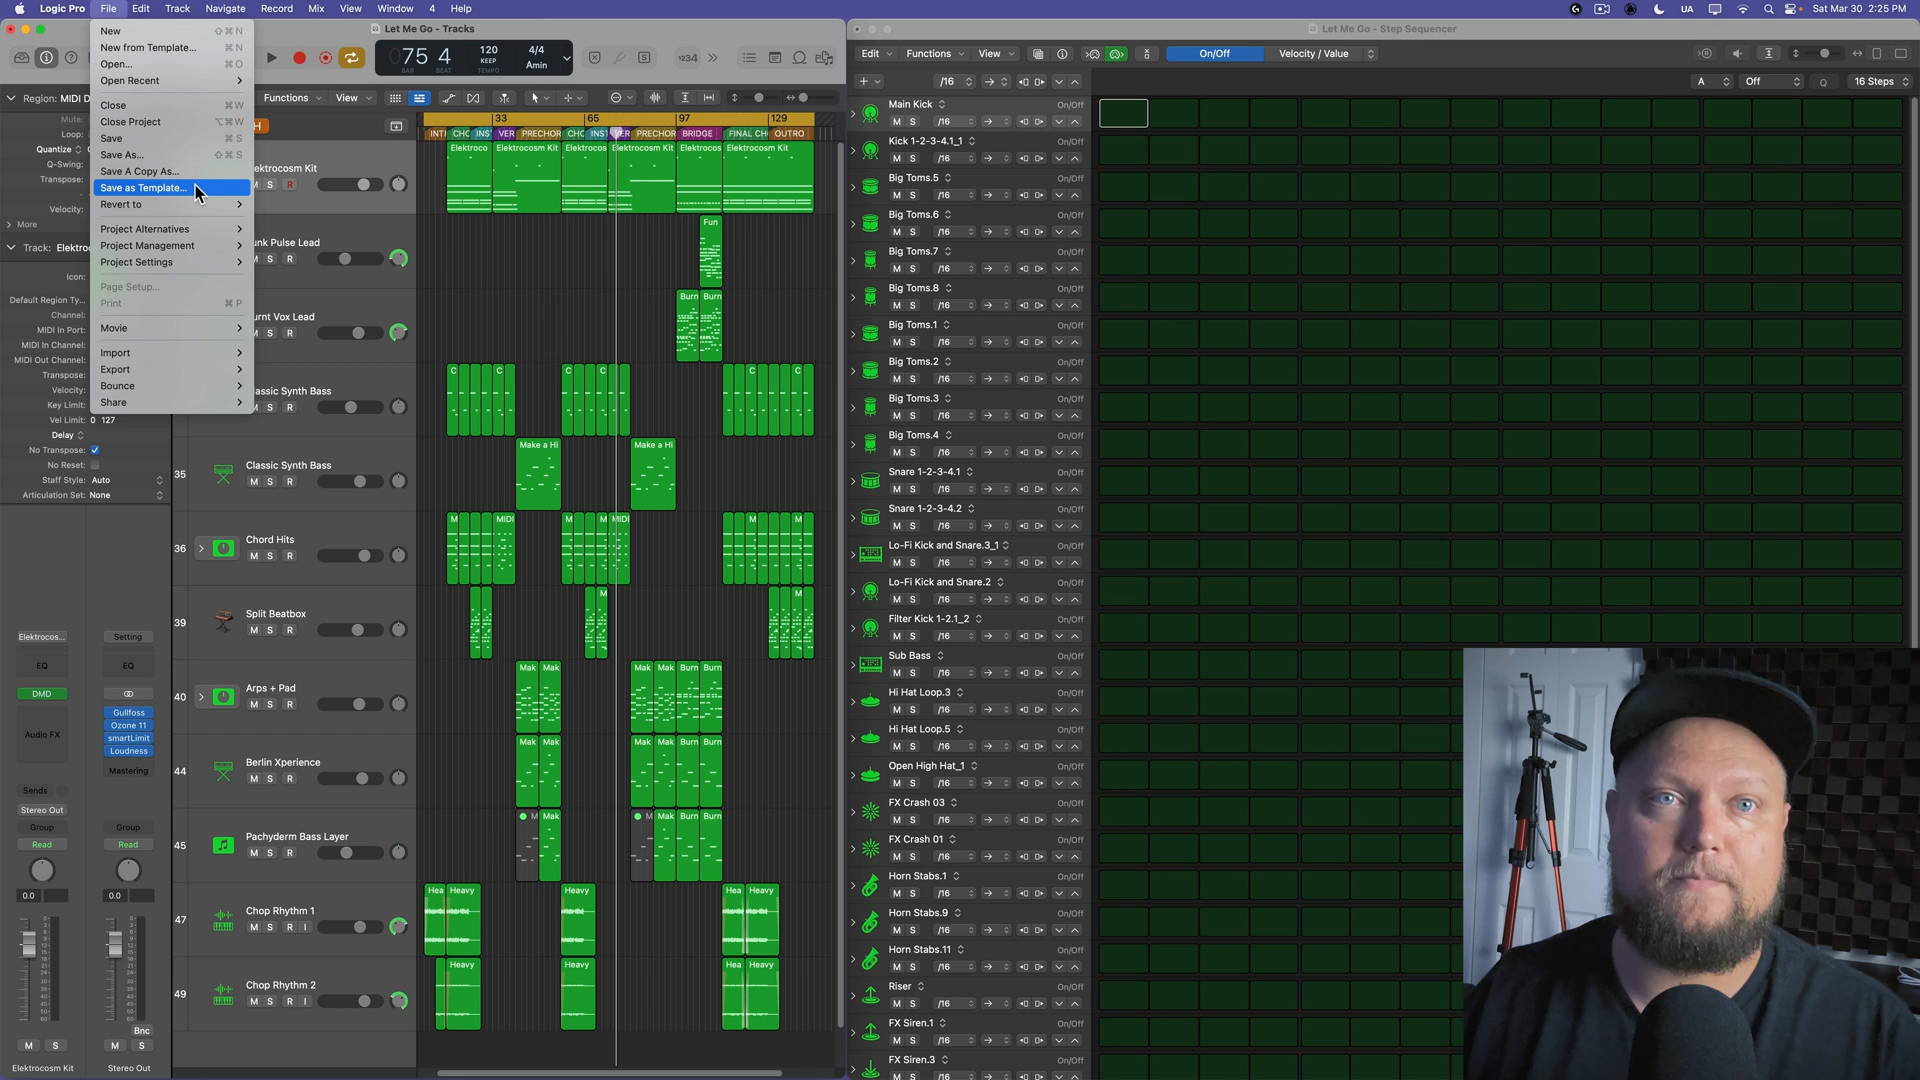 Logic Pro File Edit Track Navigate Record Mix View Window 4 Help UA Sat Mar 30 2:25 PM
Let Me Go - Tracks
Let Me Go - Step Sequencer
New ⇧⌘N
New from Template... ⌘N
Open... ⌘O
Open Recent
Close ⌘W
Close Project ⌥⌘W
Save ⌘S
Save As... ⇧⌘S
Save A Copy As...
Save as Template...
Revert to
Project Alternatives
Project Management
Project Settings
Page Setup...
Print ⌘P
Movie
Import
Export
Bounce
Share
75 4
BAR BEAT
120
KEEP
TEMPO
4/4
Amin
1234
Region: MIDI D
Mute:
Loop:
Quantize
Q-Swing:
Transpose:
Velocity:
More
Track: Elektro
Icon:
Default Region Ty...
Channel:
MIDI In Port:
MIDI In Channel:
MIDI Out Channel:
Transpose:
Velocity:
Key Limit:
Vel Limit: 0 127
Delay
No Transpose:
No Reset:
Staff Style: Auto
Articulation Set: None
Elektrocos... Setting
EQ EQ
DMD
Gullfoss
Audio FX
Ozone 11
smartLimit
Loudness
Mastering
Sends
Stereo Out
Group Group
Read Read
0.0 0.0
Bnc
M S M S
Elektrocosm Kit Stereo Out
Functions View
33 65 97 129
INTI CHC INS VER PRECHOR CHC INS ER PRECHOR BRIDGE FINAL CH OUTRO
lektrocosm Kit
S R
unk Pulse Lead
S R
urnt Vox Lead
S R
lassic Synth Bass
S R
35 Classic Synth Bass
M S R
36 Chord Hits
M S R
39 Split Beatbox
M S R
40 Arps + Pad
M S R
44 Berlin Xperience
M S R
45 Pachyderm Bass Layer
M S R
47 Chop Rhythm 1
M S R I
49 Chop Rhythm 2
M S R I
Elektroco Elektrocosm Kit Elektrocos Elektrocosm Kit Elektrocos Elektrocosm Kit
Fun
Burn Burn
C C C C C C
Make a Hi Make a Hi
M MIDI M M MIDI M M
M M
Mak Mak Mak Mak Burn Burn
Mak Mak Mak Mak Burn Burn
M Mak M Mak Burn Burn
Hea Heavy Heavy Hea Heavy
Heavy Heavy Hea Heavy
Edit Functions View On/Off Velocity / Value
/16 A Off Q 16 Steps
Main Kick On/Off
M S /16
Kick 1-2-3-4.1_1 On/Off
M S /16
Big Toms.5 On/Off
M S /16
Big Toms.6 On/Off
M S /16
Big Toms.7 On/Off
M S /16
Big Toms.8 On/Off
M S /16
Big Toms.1 On/Off
M S /16
Big Toms.2 On/Off
M S /16
Big Toms.3 On/Off
M S /16
Big Toms.4 On/Off
M S /16
Snare 1-2-3-4.1 On/Off
M S /16
Snare 1-2-3-4.2 On/Off
M S /16
Lo-Fi Kick and Snare.3_1 On/Off
M S /16
Lo-Fi Kick and Snare.2 On/Off
M S /16
Filter Kick 1-2.1_2 On/Off
M S /16
Sub Bass On/Off
M S /16
Hi Hat Loop.3 On/Off
M S /16
Hi Hat Loop.5 On/Off
M S /16
Open High Hat_1 On/Off
M S /16
FX Crash 03 On/Off
M S /16
FX Crash 01 On/Off
M S /16
Horn Stabs.1 On/Off
M S /16
Horn Stabs.9 On/Off
M S /16
Horn Stabs.11 On/Off
M S /16
Riser On/Off
M S /16
FX Siren.1 On/Off
M S /16
FX Siren.3 On/Off
M S /16